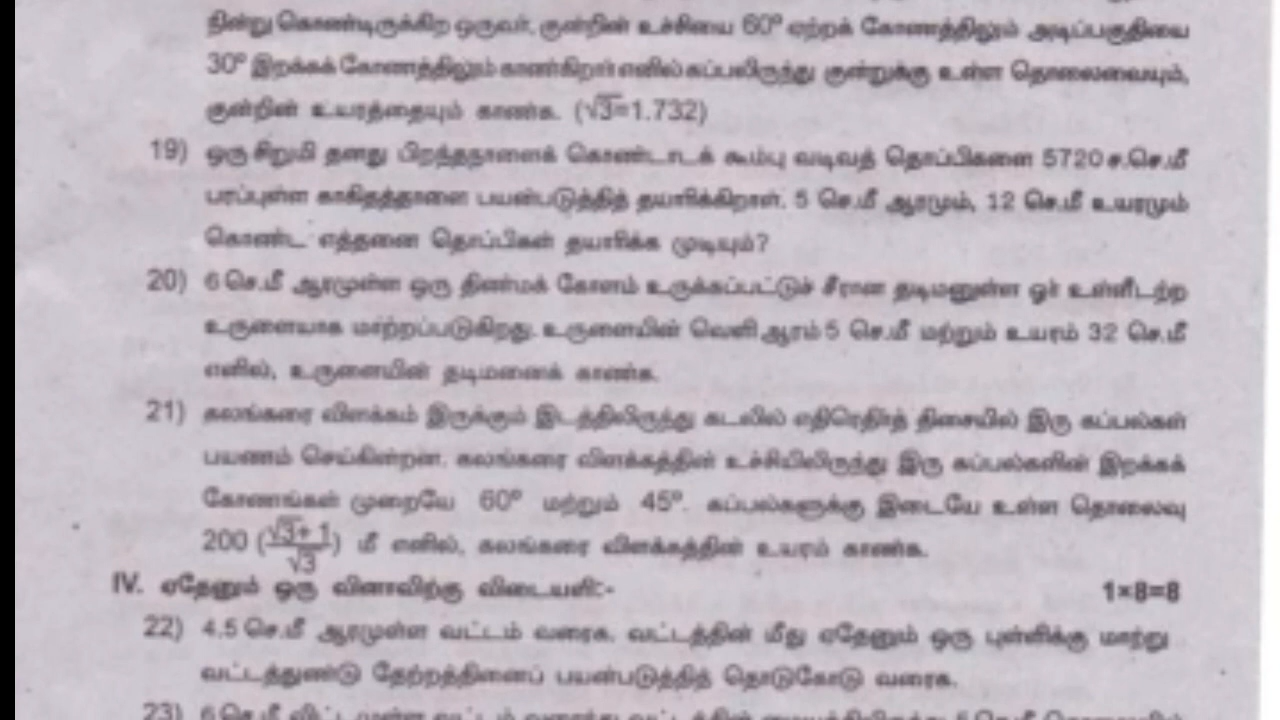 நின்று கொண்டிருக்கிற ஒருவர், குன்றின் உச்சியை 60° ஏற்றக் கோணத்திலும் அடிப்பகுதியை
30° இறக்கக் கோணத்திலும் காண்கிறார் எனில் கப்பலிருந்து குன்றுக்கு உள்ள தொலைவையும்,
குன்றின் உயரத்தையும் காண்க. (√3=1.732)
19) ஒரு சிறுமி தனது பிறந்தநாளைக் கொண்டாடக் கூம்பு வடிவத் தொப்பிகளை 5720 ச.செ.மீ
பரப்புள்ள காகிதத்தாளை பயன்படுத்தித் தயாரிக்கிறாள். 5 செ.மீ ஆரமும், 12 செ.மீ உயரமும்
கொண்ட எத்தனை தொப்பிகள் தயாரிக்க முடியும்?
20) 6 செ.மீ ஆரமுள்ள ஒரு திண்மக் கோளம் உருக்கப்பட்டுச் சீரான தடிமனுள்ள ஓர் உள்ளீடற்ற
உருளையாக மாற்றப்படுகிறது. உருளையின் வெளி ஆரம் 5 செ.மீ மற்றும் உயரம் 32 செ.மீ
எனில், உருளையின் தடிமனைக் காண்க.
21) கலங்கரை விளக்கம் இருக்கும் இடத்திலிருந்து கடலில் எதிரெதிர்த் திசையில் இரு கப்பல்கள்
பயணம் செய்கின்றன. கலங்கரை விளக்கத்தின் உச்சியிலிருந்து இரு கப்பல்களின் இறக்கக்
கோணங்கள் முறையே 60° மற்றும் 45°. கப்பல்களுக்கு இடையே உள்ள தொலைவு
200 (√3+ 1/√3) மீ எனில், கலங்கரை விளக்கத்தின் உயரம் காண்க.
IV. ஏதேனும் ஒரு வினாவிற்கு விடையளி:- 1×8=8
22) 4.5 செ.மீ ஆரமுள்ள வட்டம் வரைக. வட்டத்தின் மீது ஏதேனும் ஒரு புள்ளிக்கு மாற்று
வட்டத்துண்டு தேற்றத்தினைப் பயன்படுத்தித் தொடுகோடு வரைக.
23) 6 செ.மீ